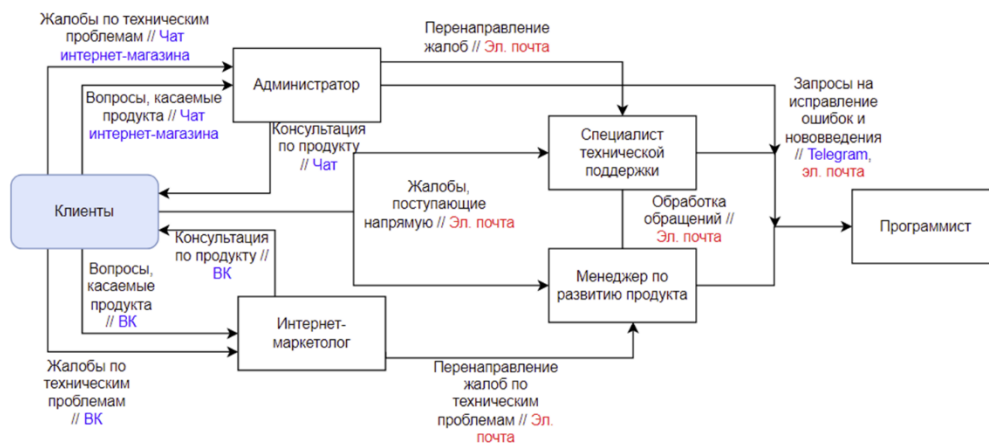 Жалобы по техническим
проблемам // Чат
интернет-магазина
Перенаправление
жалоб // Эл. почта
Администратор
Вопросы, касаемые
продукта // Чат
интернет-магазина
Запросы на
исправление
ошибок и
нововведения
// Telegram,
эл. почта
Консультация
по продукту
// Чат
Специалист
технической
поддержки
Клиенты
Жалобы,
поступающие
напрямую // Эл. почта
Обработка
обращений //
Эл. почта
Программист
Консультация
по продукту //
ВК
Вопросы,
касаемые
продукта
// ВК
Менеджер по
развитию продукта
Интернет-
маркетолог
Жалобы по
техническим
проблемам
// ВК
Перенаправление
жалоб по
техническим
проблемам // Эл.
почта